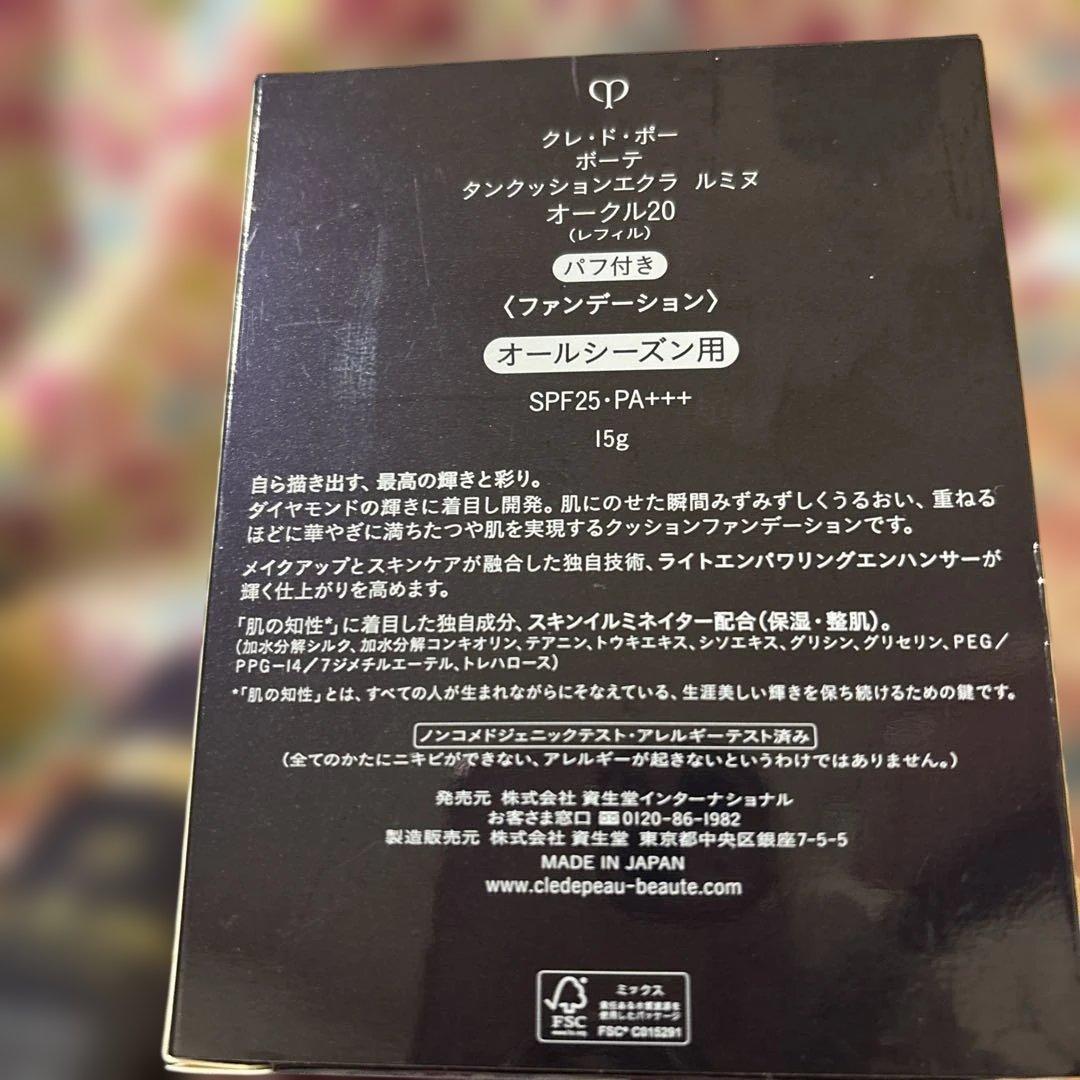 クレ・ド・ポー
ボーテ
タンクッションエクラ ルミヌ
オークル20
(レフィル)
パフ付き
〈ファンデーション〉
オールシーズン用
SPF25・PA+++
15g
自ら描き出す、最高の輝きと彩り。
ダイヤモンドの輝きに着目し開発。肌にのせた瞬間みずみずしくうるおい、重ねる
ほどに華やぎに満ちたつや肌を実現するクッションファンデーションです。
メイクアップとスキンケアが融合した独自技術、ライトエンパワリングエンハンサーが
輝く仕上がりを高めます。
「肌の知性*」に着目した独自成分、スキンイルミネイター配合(保湿・整肌)。
(加水分解シルク、加水分解コンキオリン、テアニン、トウキエキス、シソエキス、グリシン、グリセリン、PEG/
PPG-14/7ジメチルエーテル、トレハロース)
*「肌の知性」とは、すべての人が生まれながらにそなえている、生涯美しい輝きを保ち続けるための鍵です。
ノンコメドジェニックテスト・アレルギーテスト済み
(全てのかたにニキビができない、アレルギーが起きないというわけではありません。)
発売元 株式会社 資生堂インターナショナル
お客さま窓口 0120-86-1982
製造販売元 株式会社 資生堂 東京都中央区銀座7-5-5
MADE IN JAPAN
www.cledepeau-beaute.com
FSC
www.fsc.org
ミックス
責任ある木質資源を
使用したパッケージ
FSC® C015291